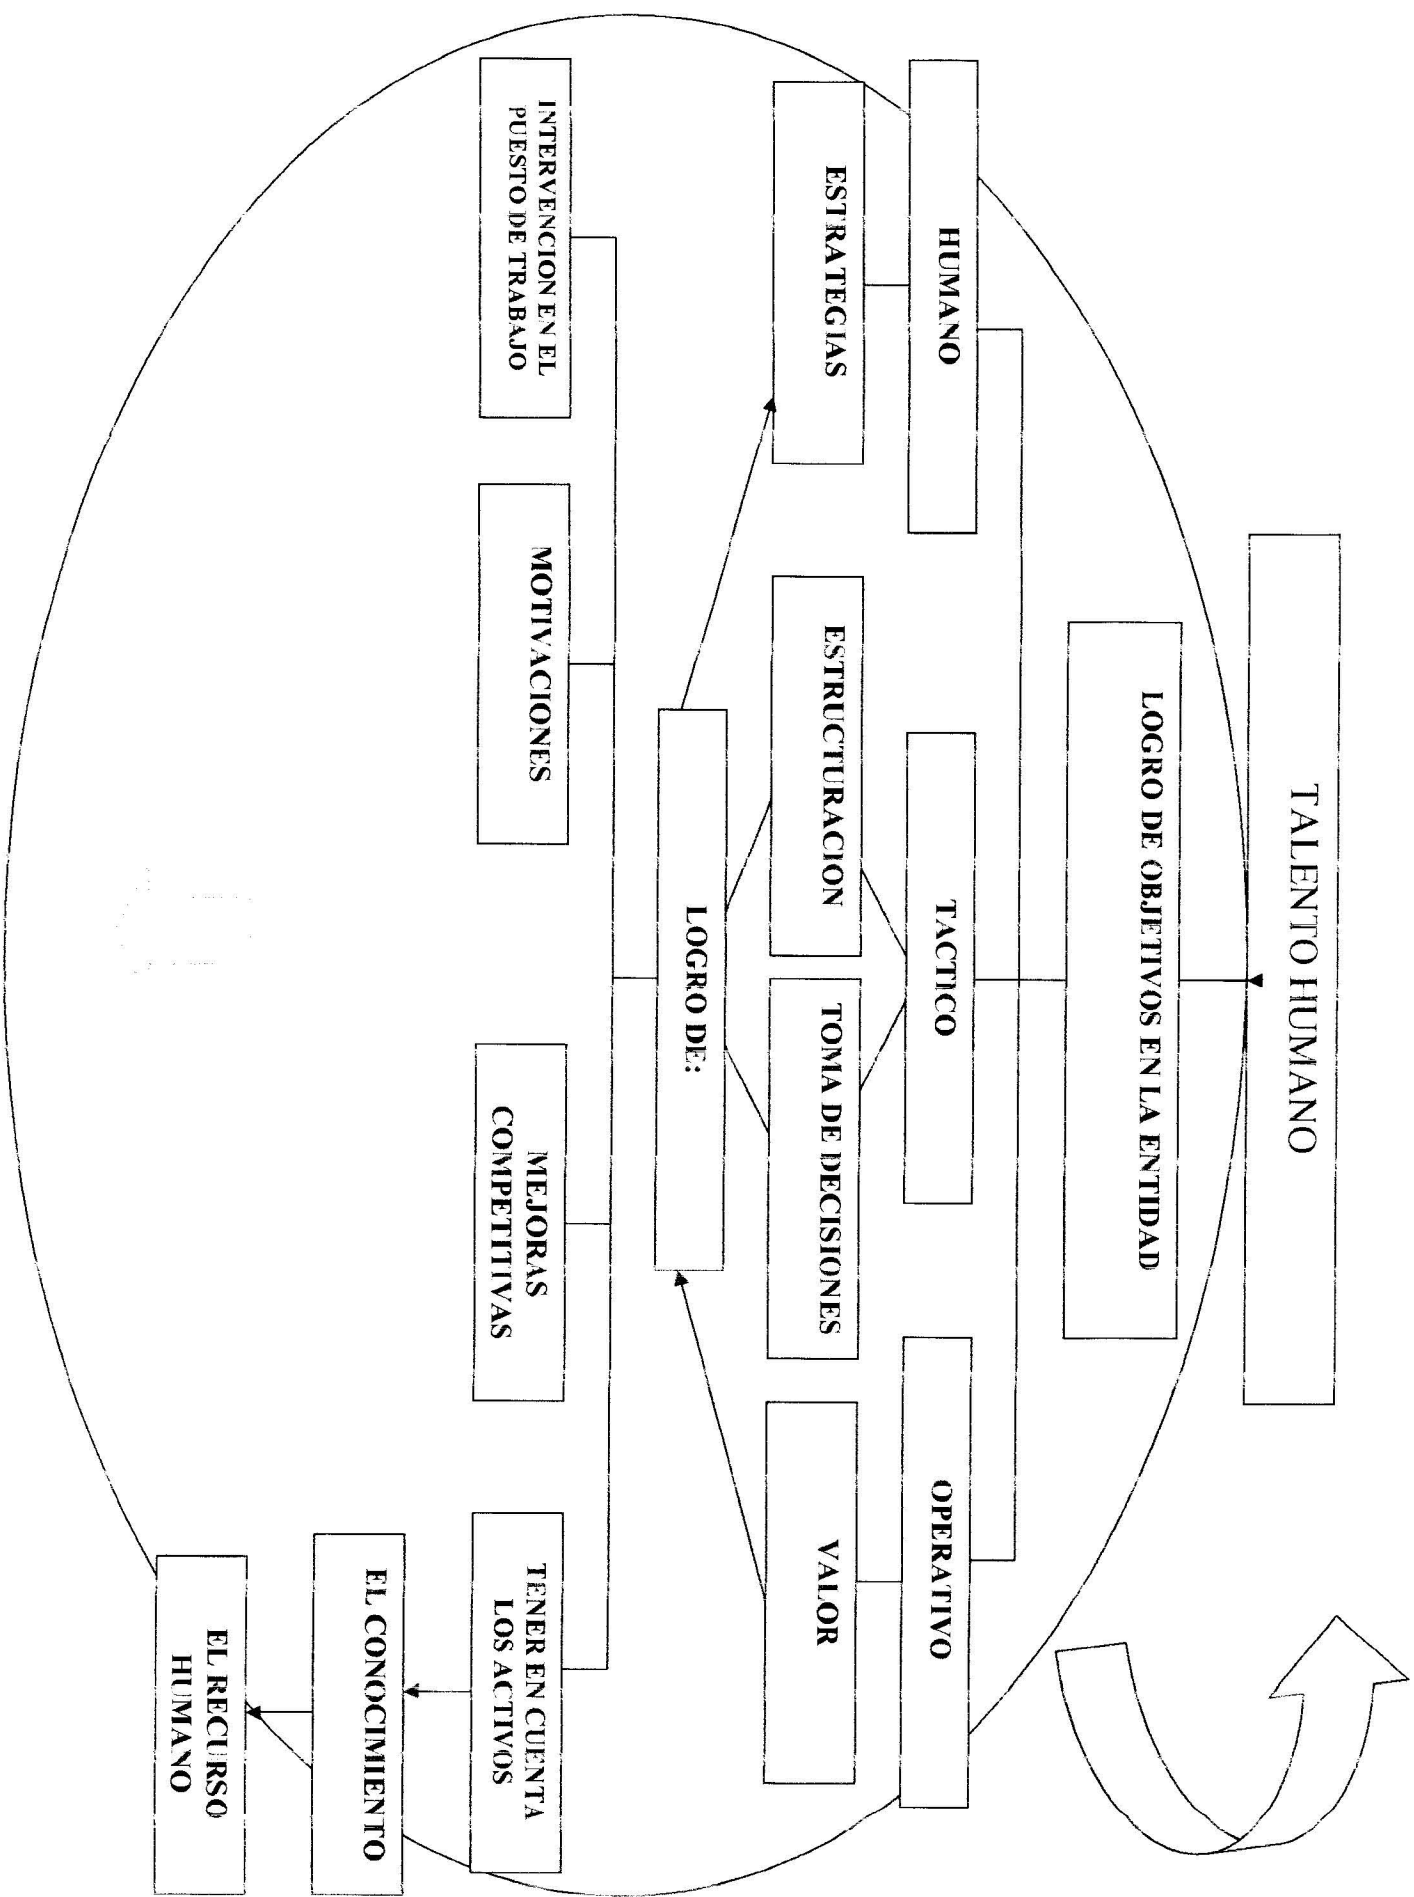 TALENTO HUMANO
LOGRO DE OBJETIVOS EN LA ENTIDAD
HUMANO
TACTICO
OPERATIVO
ESTRATEGIAS
ESTRUCTURACION
TOMA DE DECISIONES
VALOR
LOGRO DE:
INTERVENCION EN EL
PUESTO DE TRABAJO
MOTIVACIONES
MEJORAS
COMPETITIVAS
TENER EN CUENTA
LOS ACTIVOS
EL CONOCIMIENTO
EL RECURSO
HUMANO